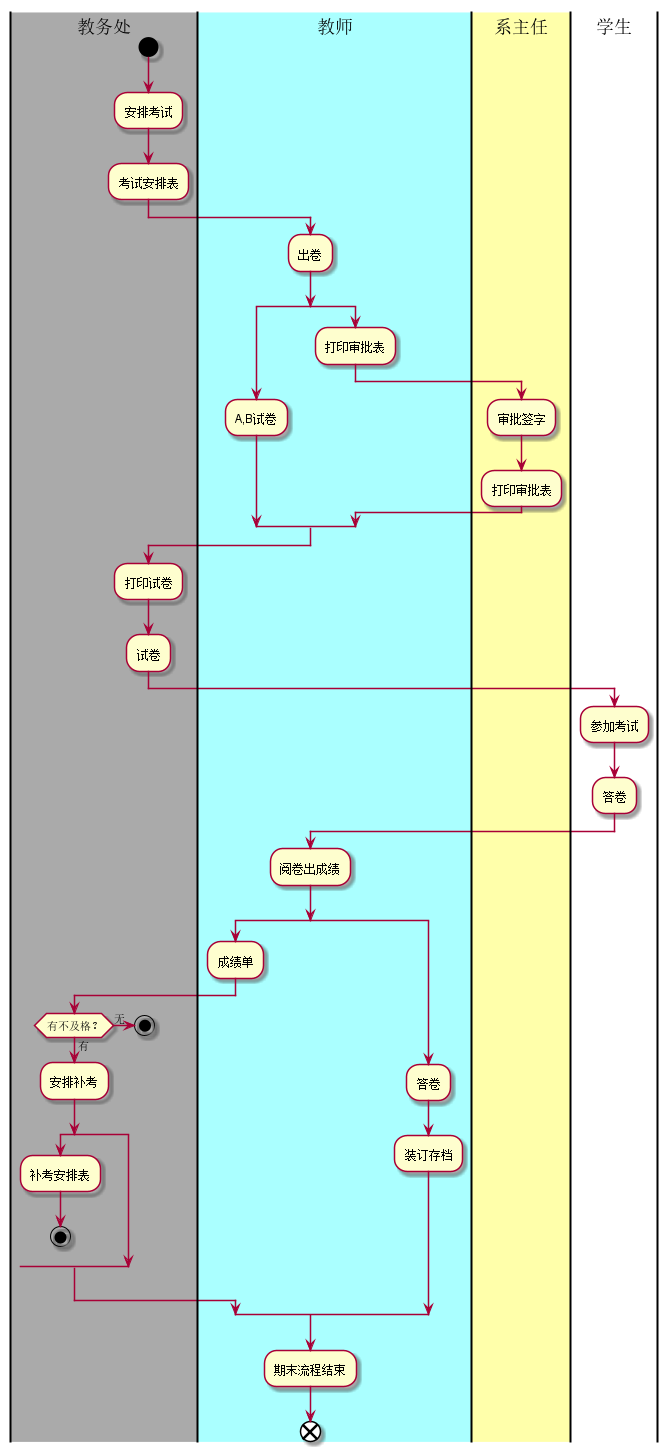 教务处
教师
系主任
学生
安排考试
考试安排表
出卷
打印审批表
A,B试卷
审批签字
打印审批表
打印试卷
试卷
参加考试
答卷
阅卷出成绩
成绩单
有不及格?
无
有
安排补考
答卷
装订存档
补考安排表
期末流程结束